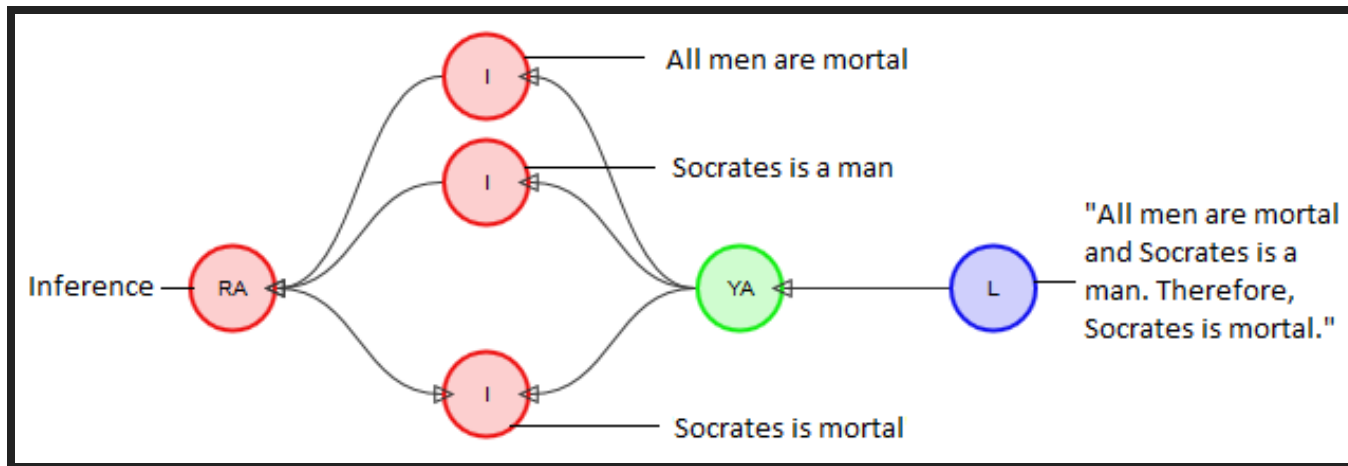 I
All men are mortal
I
Socrates is a man
Inference
RA
YA
L
"All men are mortal
and Socrates is a
man. Therefore,
Socrates is mortal."
I
Socrates is mortal